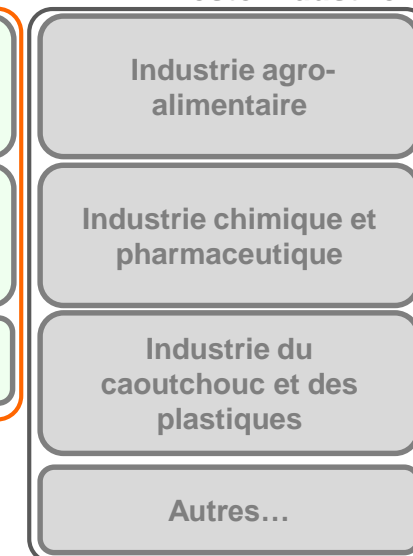 Industrie agro-
alimentaire
Industrie chimique et
pharmaceutique
Industrie du
caoutchouc et des
plastiques
Autres…